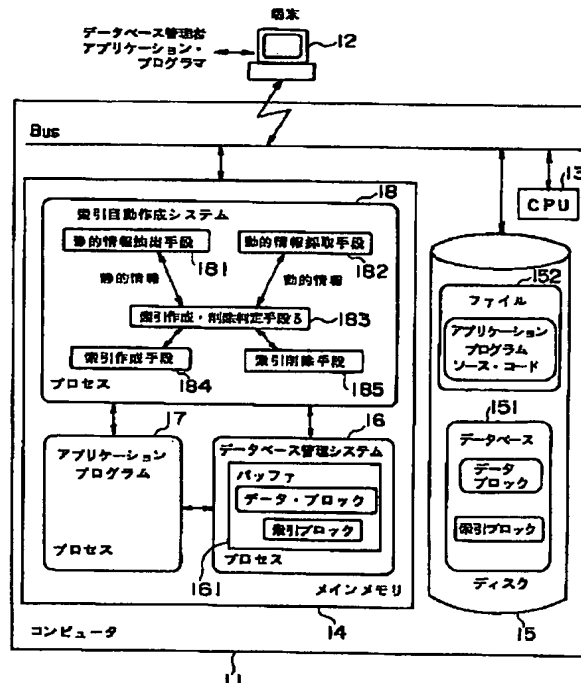 端末
データベース管理者
アプリケーション・
プログラマ
12
Bus
13
CPU
18
索引自動作成システム
静的情報抽出手段
181
動的情報採取手段
182
静的情報
動的情報
索引作成・削除判定手段る
183
索引作成手段
184
索引削除手段
185
プロセス
17
アプリケーション
プログラム
プロセス
16
データベース管理システム
バッファ
データ・ブロック
索引ブロック
161
プロセス
メインメモリ
14
152
ファイル
アプリケーション
プログラム
ソース・コード
151
データベース
データ
ブロック
索引ブロック
ディスク
15
コンピュータ
11